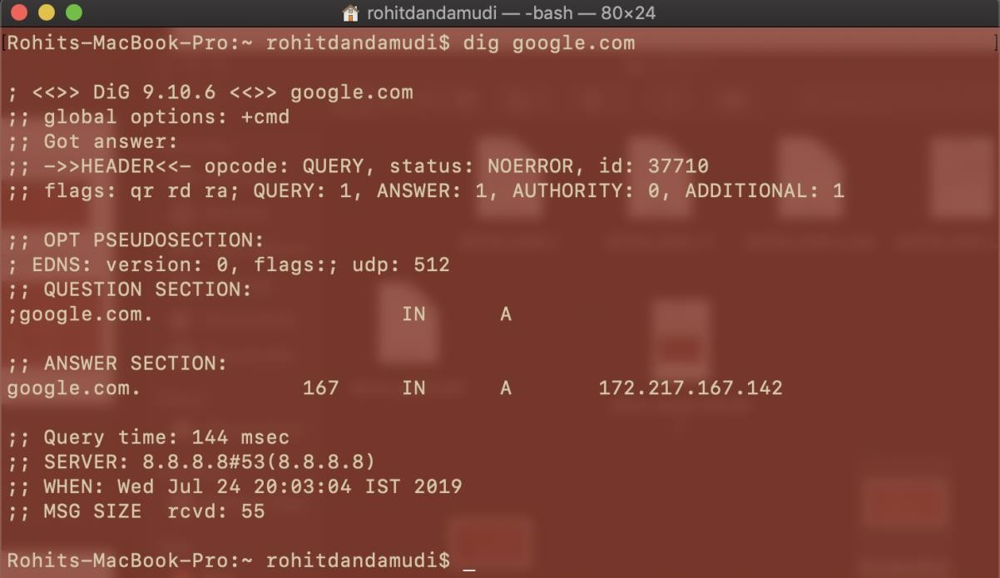 rohitdandamudi — -bash — 80×24
[Rohits-MacBook-Pro:~ rohitdandamudi$ dig google.com ]
; <<>> DiG 9.10.6 <<>> google.com
;; global options: +cmd
;; Got answer:
;; ->>HEADER<<- opcode: QUERY, status: NOERROR, id: 37710
;; flags: qr rd ra; QUERY: 1, ANSWER: 1, AUTHORITY: 0, ADDITIONAL: 1
;; OPT PSEUDOSECTION:
; EDNS: version: 0, flags:; udp: 512
;; QUESTION SECTION:
;google.com. IN A
;; ANSWER SECTION:
google.com. 167 IN A 172.217.167.142
;; Query time: 144 msec
;; SERVER: 8.8.8.8#53(8.8.8.8)
;; WHEN: Wed Jul 24 20:03:04 IST 2019
;; MSG SIZE rcvd: 55
Rohits-MacBook-Pro:~ rohitdandamudi$ _